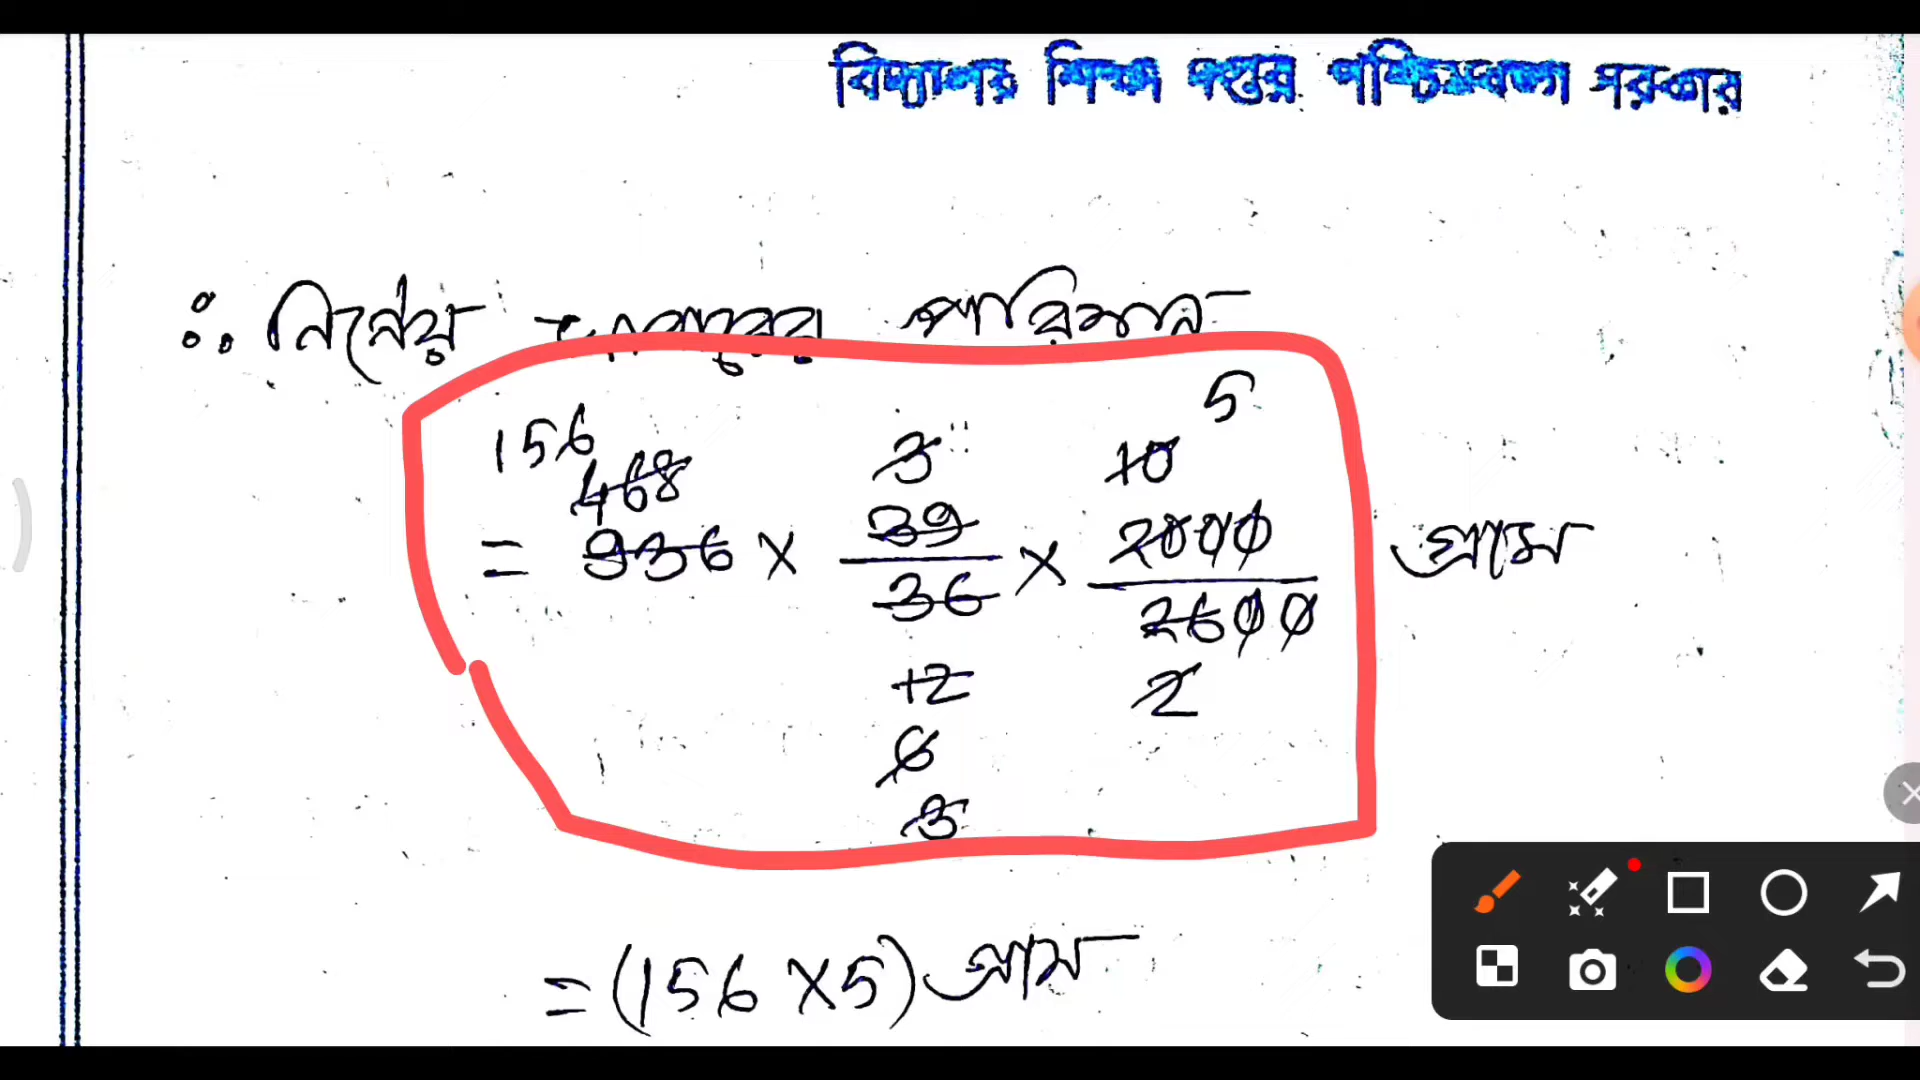 বিদ্যালয় শিক্ষা দপ্তর পশ্চিমবঙ্গ সরকার
∴ নির্ণেয় খাবারের পরিমান
156 5
468 3 10
= 936 × 39/36 × 2000/2600 গ্রাম
12 2
6
3
= (156 × 5) গ্রাম